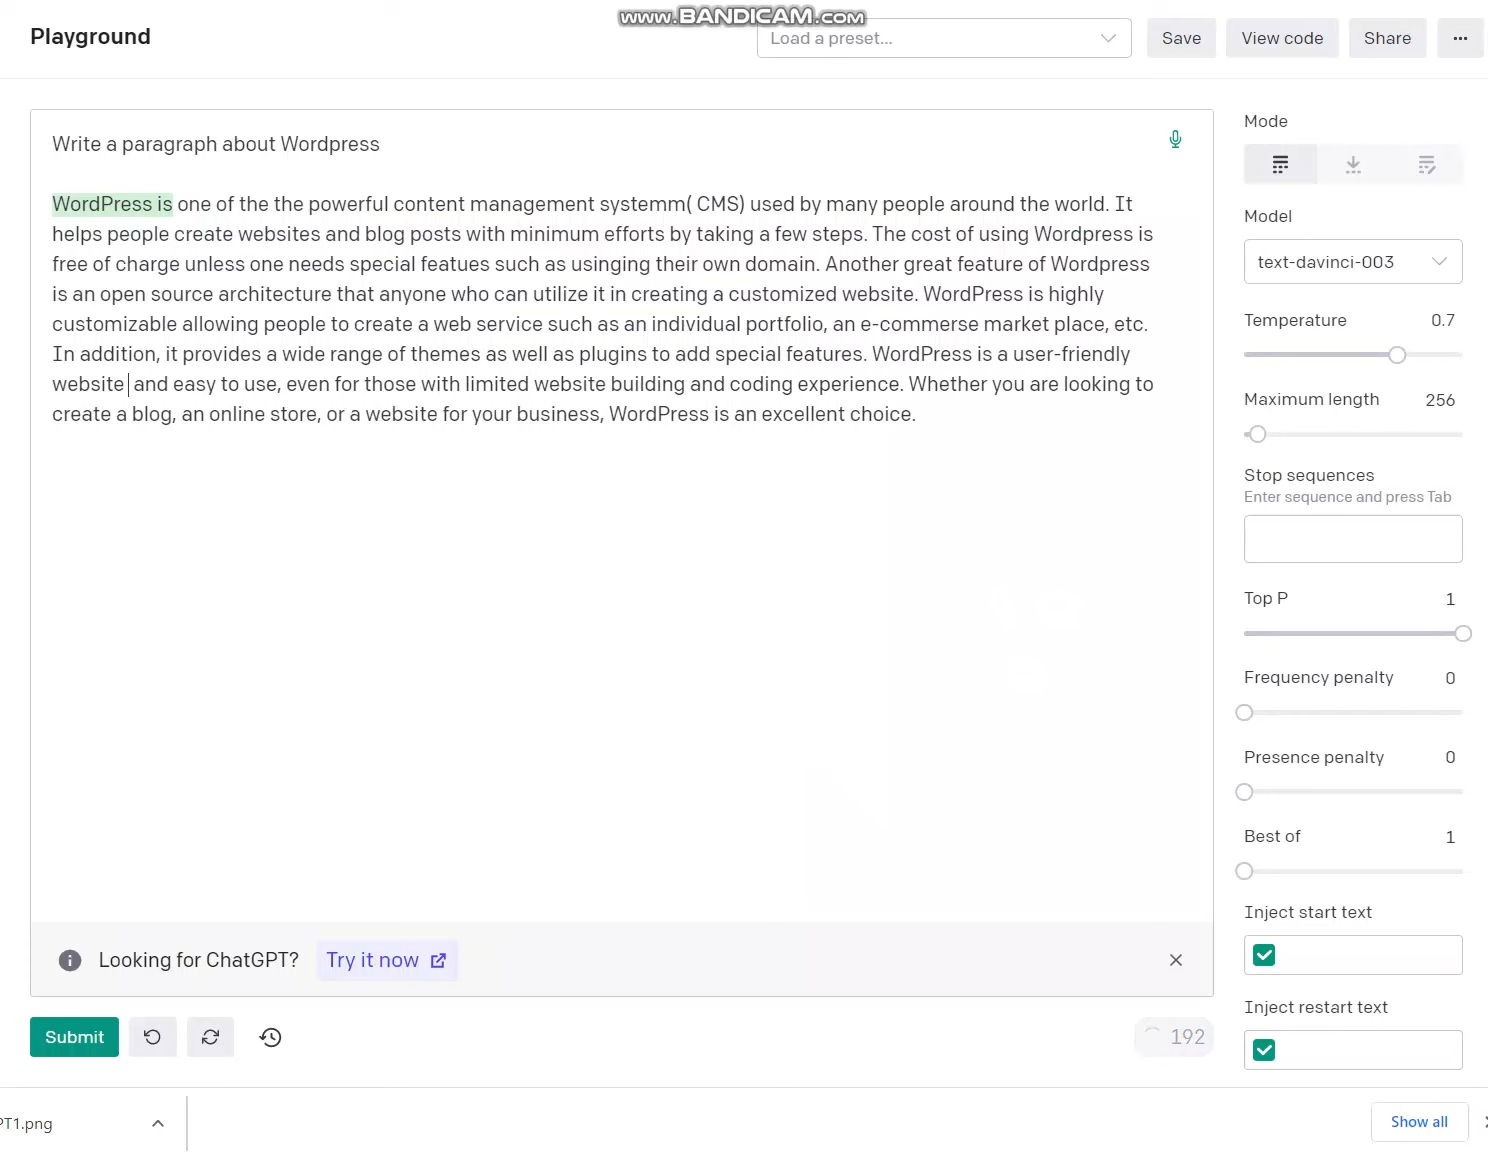 www.BANDICAM.com
Playground
Load a preset...
Save
View code
Share
...
Write a paragraph about Wordpress
WordPress is one of the the powerful content management systemm( CMS) used by many people around the world. It
helps people create websites and blog posts with minimum efforts by taking a few steps. The cost of using Wordpress is
free of charge unless one needs special featues such as usinging their own domain. Another great feature of Wordpress
is an open source architecture that anyone who can utilize it in creating a customized website. WordPress is highly
customizable allowing people to create a web service such as an individual portfolio, an e-commerse market place, etc.
In addition, it provides a wide range of themes as well as plugins to add special features. WordPress is a user-friendly
website and easy to use, even for those with limited website building and coding experience. Whether you are looking to
create a blog, an online store, or a website for your business, WordPress is an excellent choice.
Looking for ChatGPT? Try it now
Submit
192
Mode
Model
text-davinci-003
Temperature 0.7
Maximum length 256
Stop sequences
Enter sequence and press Tab
Top P 1
Frequency penalty 0
Presence penalty 0
Best of 1
Inject start text
Inject restart text
PT1.png
Show all